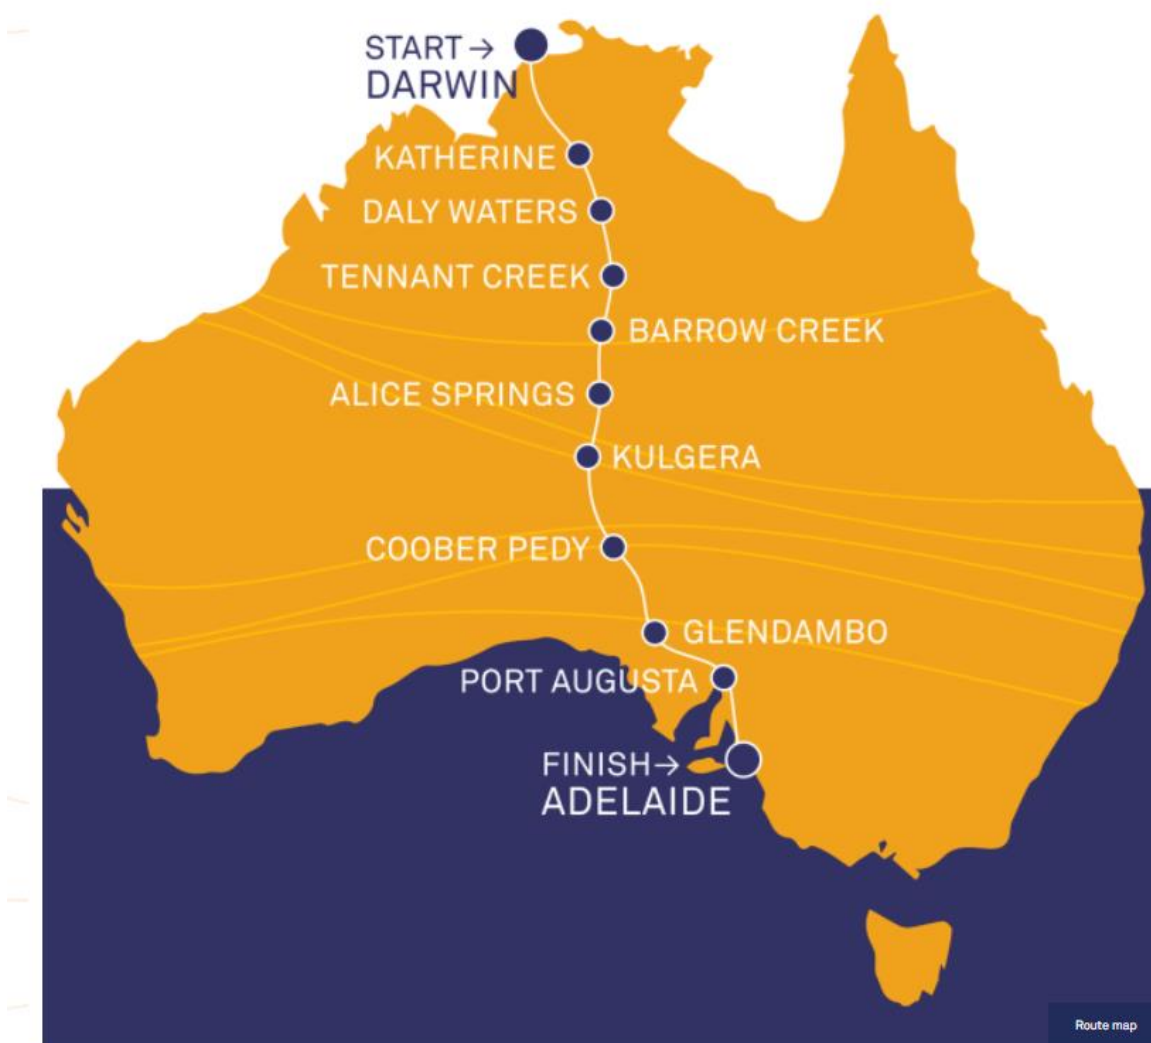 START →
DARWIN
KATHERINE
DALY WATERS
TENNANT CREEK
BARROW CREEK
ALICE SPRINGS
KULGERA
COOBER PEDY
GLENDAMBO
PORT AUGUSTA
FINISH →
ADELAIDE
Route map